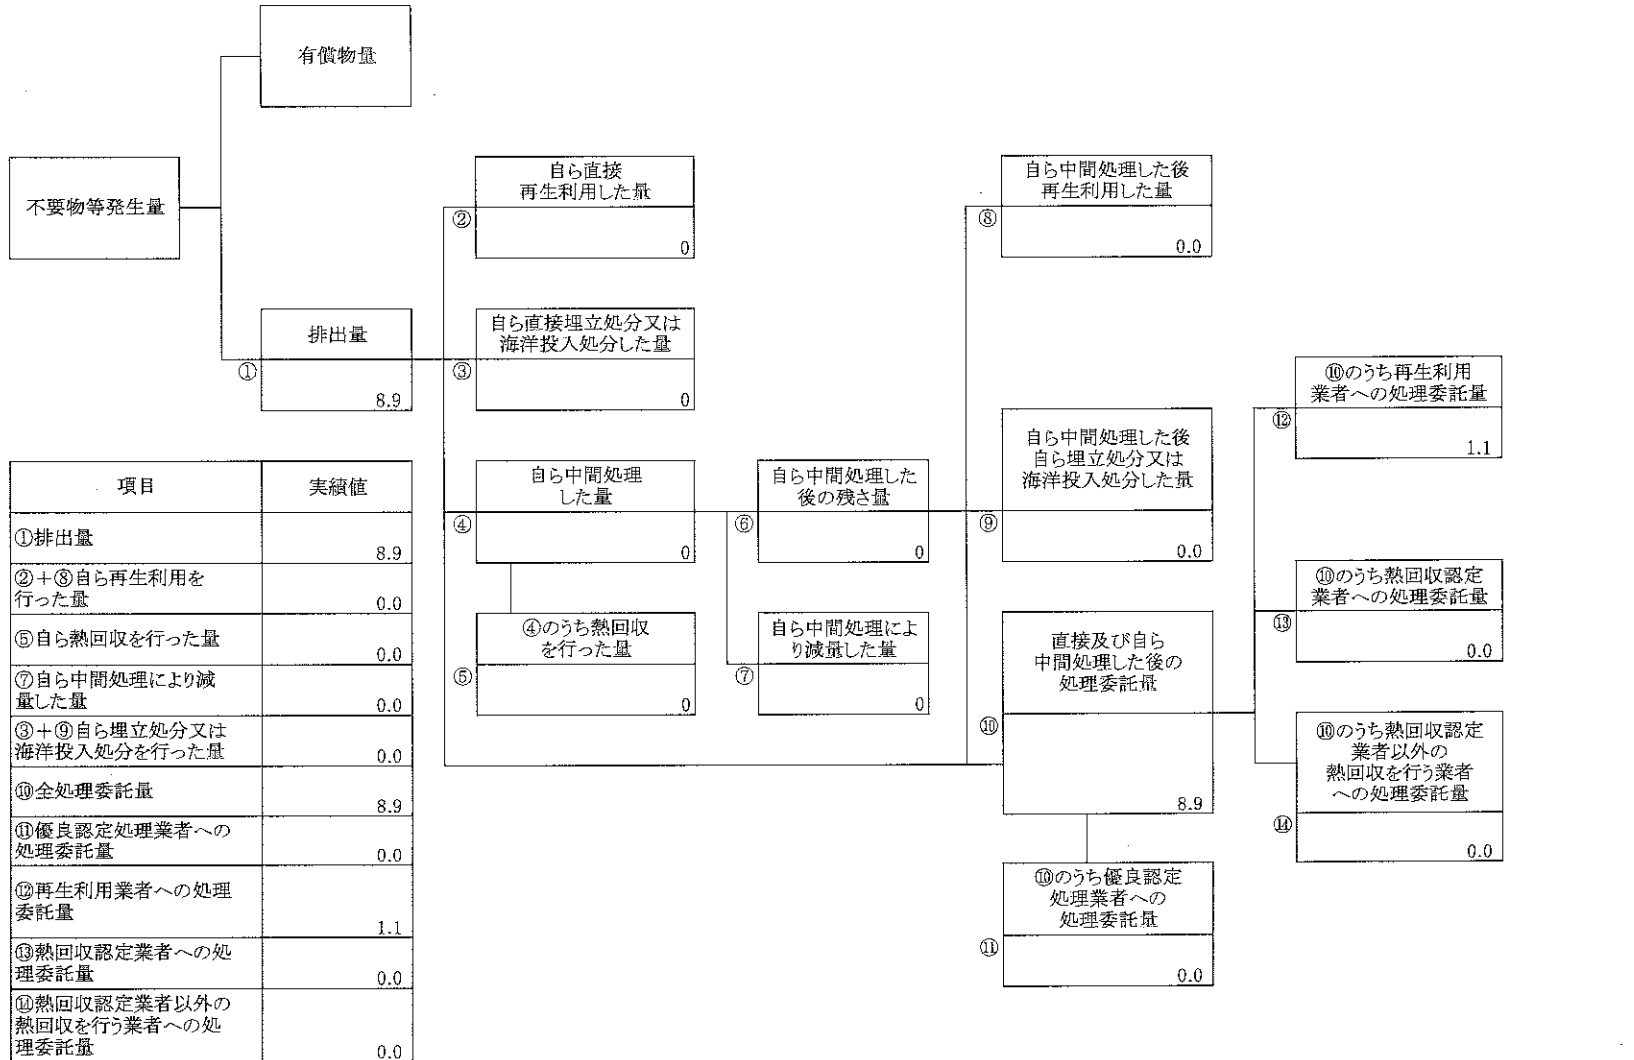 有償物量
不要物等発生量
自ら直接
再生利用した量
②
0
自ら中間処理した後
再生利用した量
⑧
0.0
排出量
①
8.9
自ら直接埋立処分又は
海洋投入処分した量
③
0
⑩のうち再生利用
業者への処理委託量
⑫
1.1
自ら中間処理
した量
④
0
自ら中間処理した
後の残さ量
⑥
0
自ら中間処理した後
自ら埋立処分又は
海洋投入処分した量
⑨
0.0
⑩のうち熱回収認定
業者への処理委託量
⑬
0.0
④のうち熱回収
を行った量
⑤
0
自ら中間処理によ
り減量した量
⑦
0
直接及び自ら
中間処理した後の
処理委託量
⑩
8.9
⑩のうち熱回収認定
業者以外の
熱回収を行う業者
への処理委託量
⑭
0.0
⑩のうち優良認定
処理業者への
処理委託量
⑪
0.0
項目 実績値
①排出量
8.9
②+⑧自ら再生利用を
行った量 0.0
⑤自ら熱回収を行った量
0.0
⑦自ら中間処理により減
量した量 0.0
③+⑨自ら埋立処分又は
海洋投入処分を行った量 0.0
⑩全処理委託量
8.9
⑪優良認定処理業者への
処理委託量 0.0
⑫再生利用業者への処理
委託量
1.1
⑬熱回収認定業者への処
理委託量 0.0
⑭熱回収認定業者以外の
熱回収を行う業者への処
理委託量 0.0